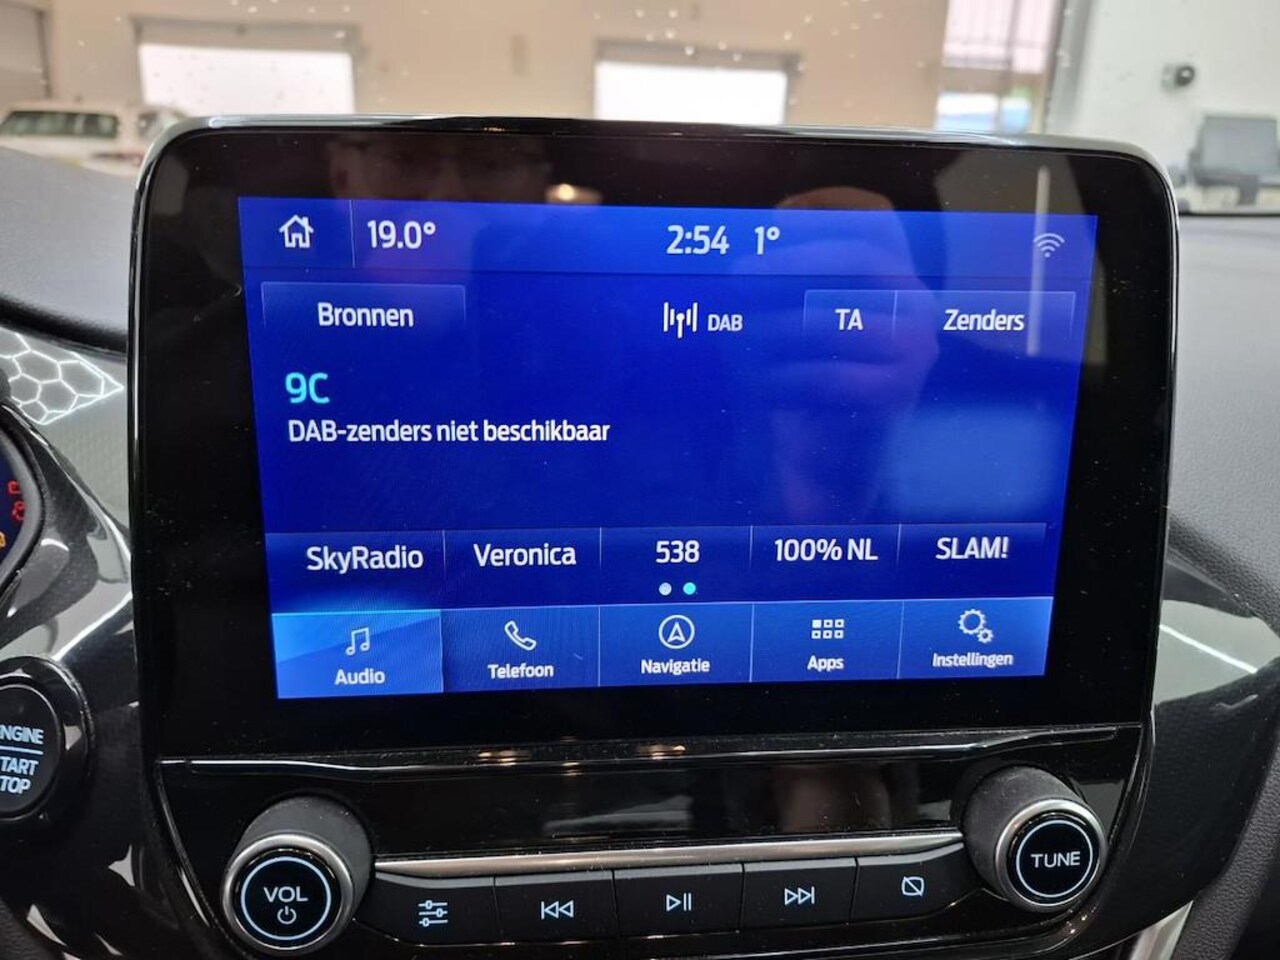 19.0° 2:54 1°
Bronnen DAB TA Zenders
9C
DAB-zenders niet beschikbaar
SkyRadio Veronica 538 100% NL SLAM!
Audio Telefoon Navigatie Apps Instellingen
ENGINE
START
STOP
VOL
TUNE